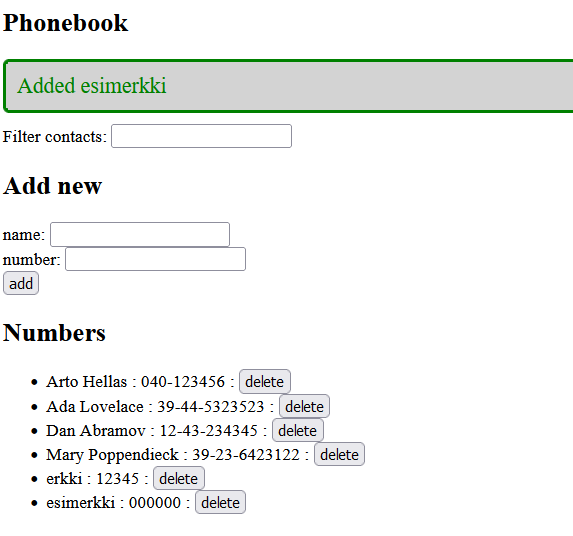 Phonebook
Added esimerkki
Filter contacts:
Add new
name:
number:
add
Numbers
Arto Hellas : 040-123456 : delete
Ada Lovelace : 39-44-5323523 : delete
Dan Abramov : 12-43-234345 : delete
Mary Poppendieck : 39-23-6423122 : delete
erkki : 12345 : delete
esimerkki : 000000 : delete